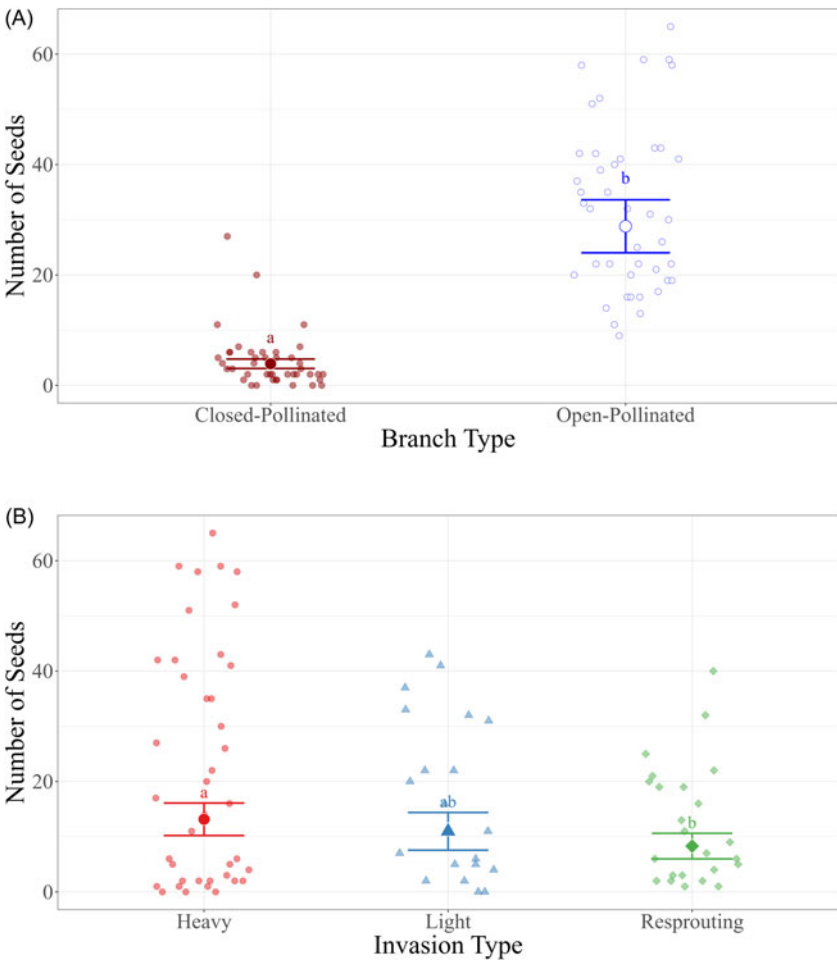 (A)
Number of Seeds
60
40
20
0
a
b
Closed-Pollinated
Open-Pollinated
Branch Type
(B)
Number of Seeds
60
40
20
0
a
ab
b
Heavy
Light
Resprouting
Invasion Type